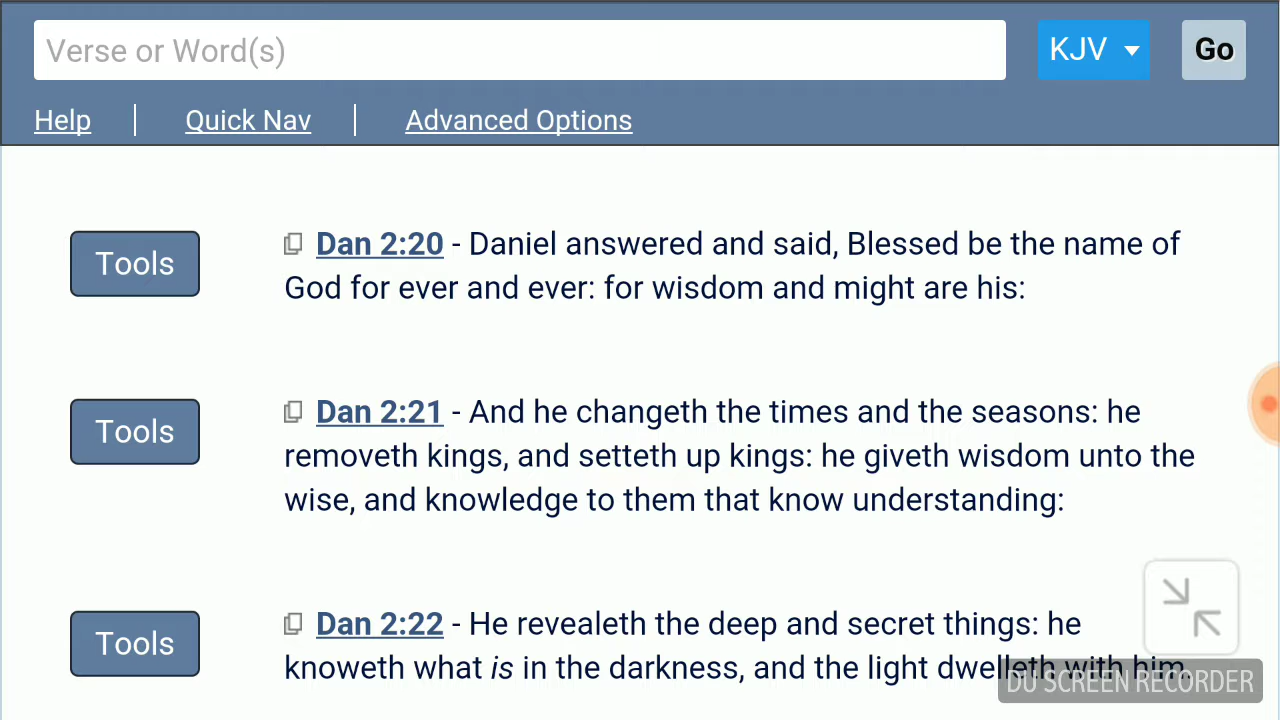 Verse or Word(s)
KJV
Go
Help
Quick Nav
Advanced Options
Tools
Dan 2:20 - Daniel answered and said, Blessed be the name of
God for ever and ever: for wisdom and might are his:
Tools
Dan 2:21 - And he changeth the times and the seasons: he
removeth kings, and setteth up kings: he giveth wisdom unto the
wise, and knowledge to them that know understanding:
Tools
Dan 2:22 - He revealeth the deep and secret things: he
knoweth what is in the darkness, and the light dwelleth with him.
DU SCREEN RECORDER